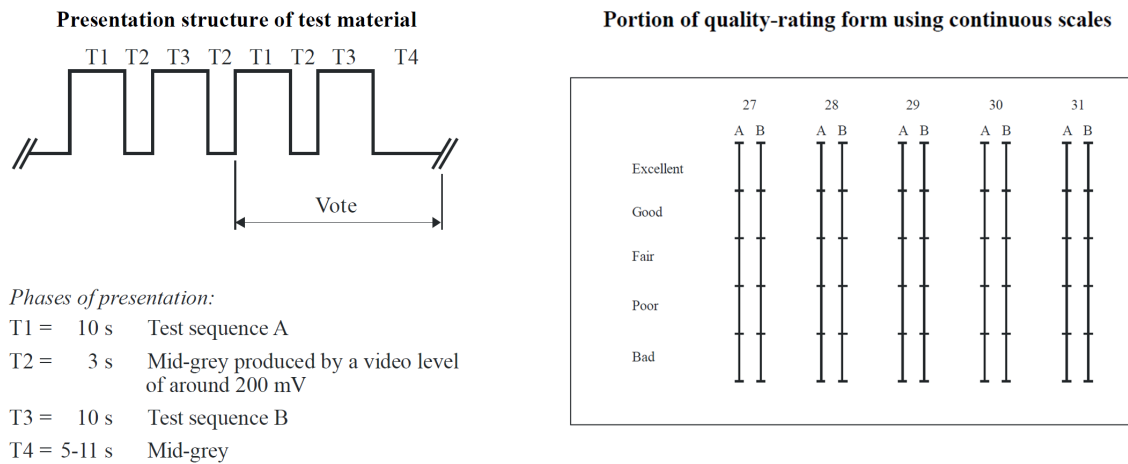 Presentation structure of test material
T1 T2 T3 T2 T1 T2 T3 T4
Vote
Phases of presentation:
T1 = 10 s Test sequence A
T2 = 3 s Mid-grey produced by a video level
of around 200 mV
T3 = 10 s Test sequence B
T4 = 5-11 s Mid-grey
Portion of quality-rating form using continuous scales
27 28 29 30 31
A B A B A B A B A B
Excellent
Good
Fair
Poor
Bad